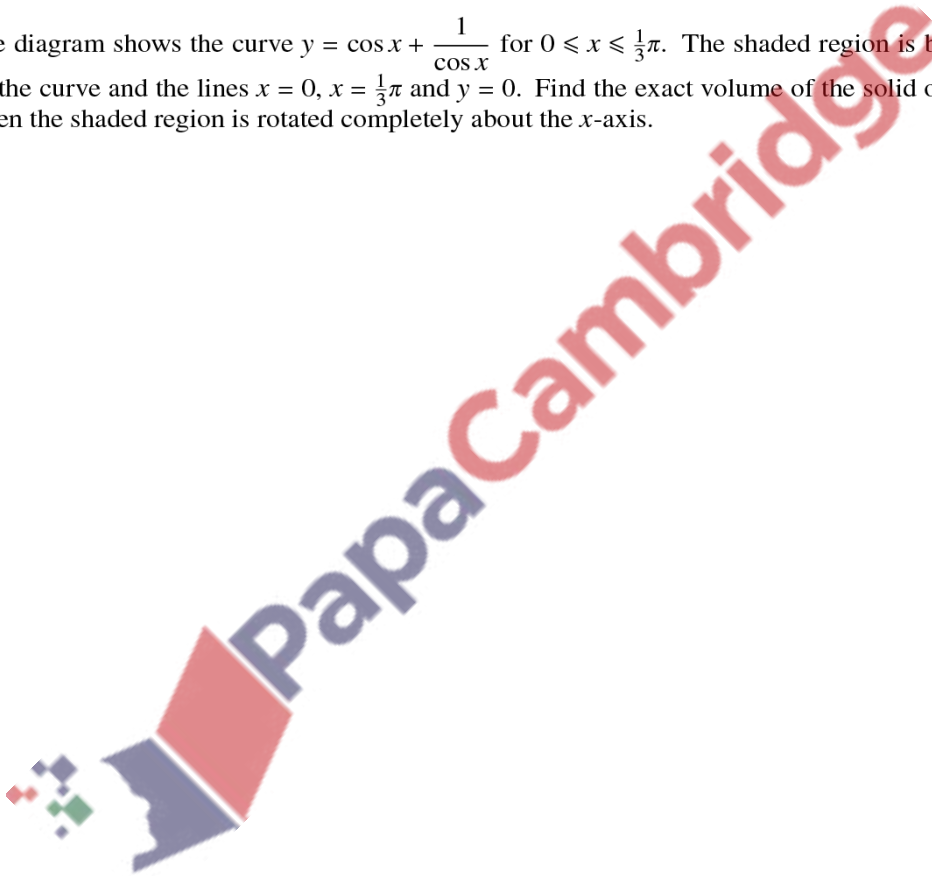 e diagram shows the curve y = cos x + 1/cos x for 0 ⩽ x ⩽ 1/3 π. The shaded region is b
the curve and the lines x = 0, x = 1/3 π and y = 0. Find the exact volume of the solid o
en the shaded region is rotated completely about the x-axis.
PapaCambridge